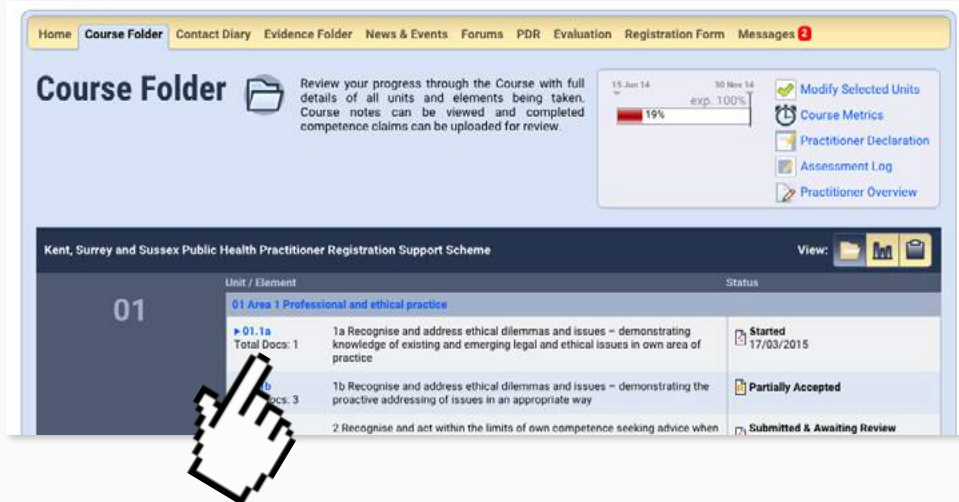 Home Course Folder Contact Diary Evidence Folder News & Events Forums PDR Evaluation Registration Form Messages 2
Course Folder
Review your progress through the Course with full
details of all units and elements being taken.
Course notes can be viewed and completed
competence claims can be uploaded for review.
15 Jun 14 30 Nov 14
exp. 100%
19%
Modify Selected Units
Course Metrics
Practitioner Declaration
Assessment Log
Practitioner Overview
Kent, Surrey and Sussex Public Health Practitioner Registration Support Scheme View:
Unit / Element Status
01
01 Area 1 Professional and ethical practice
01.1a
Total Docs: 1
1a Recognise and address ethical dilemmas and issues – demonstrating
knowledge of existing and emerging legal and ethical issues in own area of
practice
Started
17/03/2015
b
ocs: 3
1b Recognise and address ethical dilemmas and issues – demonstrating the
proactive addressing of issues in an appropriate way
Partially Accepted
2 Recognise and act within the limits of own competence seeking advice when
Submitted & Awaiting Review